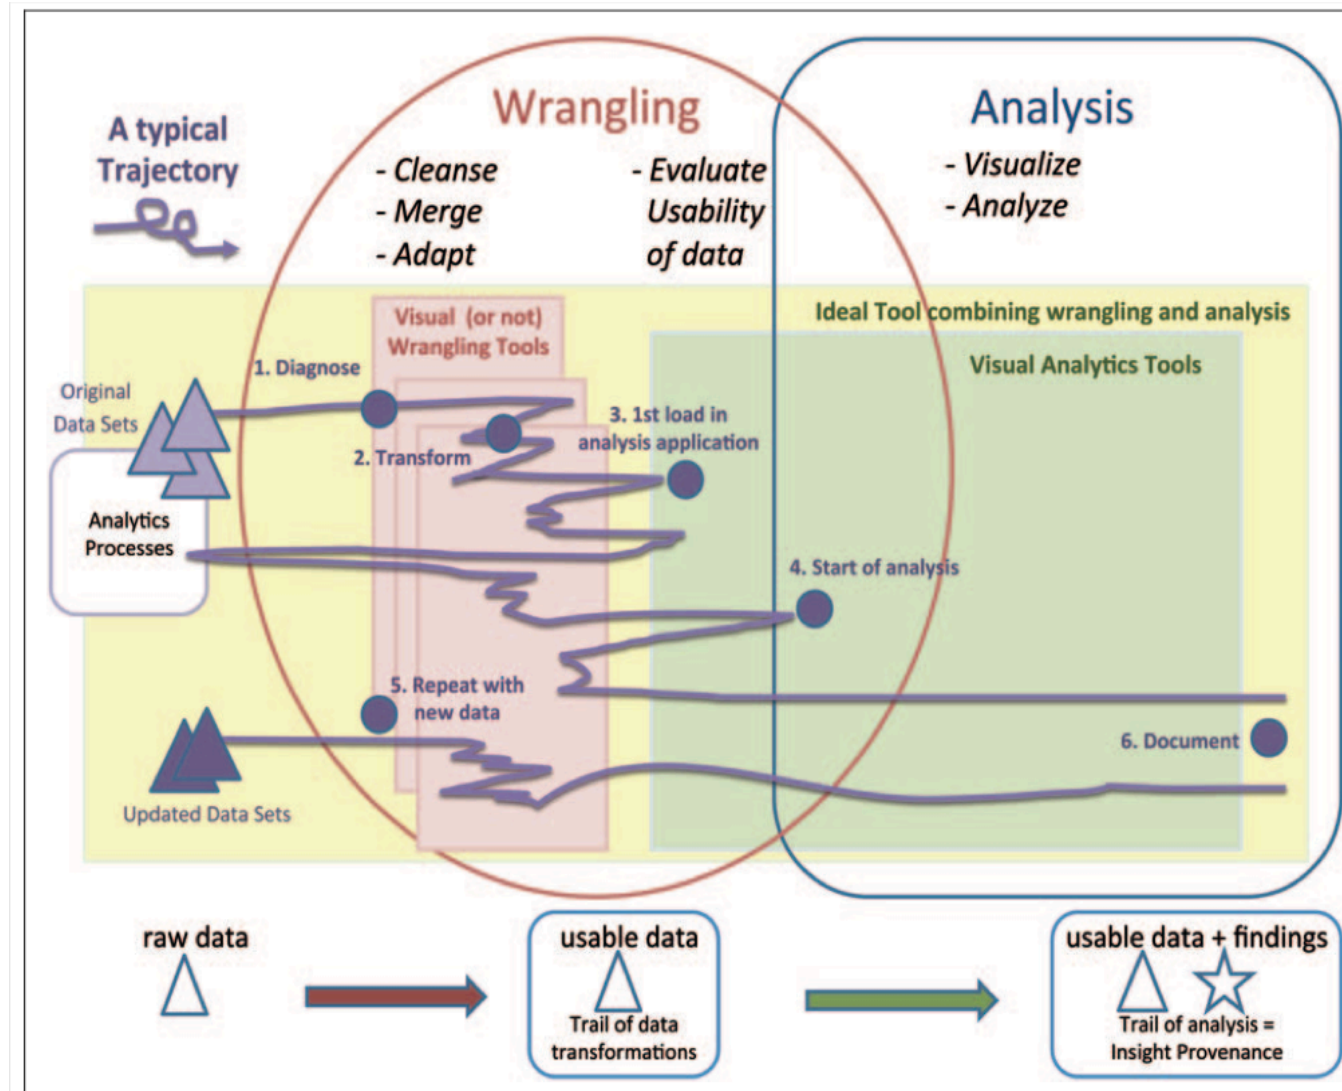 Wrangling
Analysis
A typical
Trajectory
- Cleanse
- Merge
- Adapt
- Evaluate
Usability
of data
- Visualize
- Analyze
Ideal Tool combining wrangling and analysis
Visual (or not)
Wrangling Tools
Visual Analytics Tools
1. Diagnose
Original
Data Sets
2. Transform
3. 1st load in
analysis application
Analytics
Processes
4. Start of analysis
5. Repeat with
new data
6. Document
Updated Data Sets
raw data
usable data
Trail of data
transformations
usable data + findings
Trail of analysis =
Insight Provenance